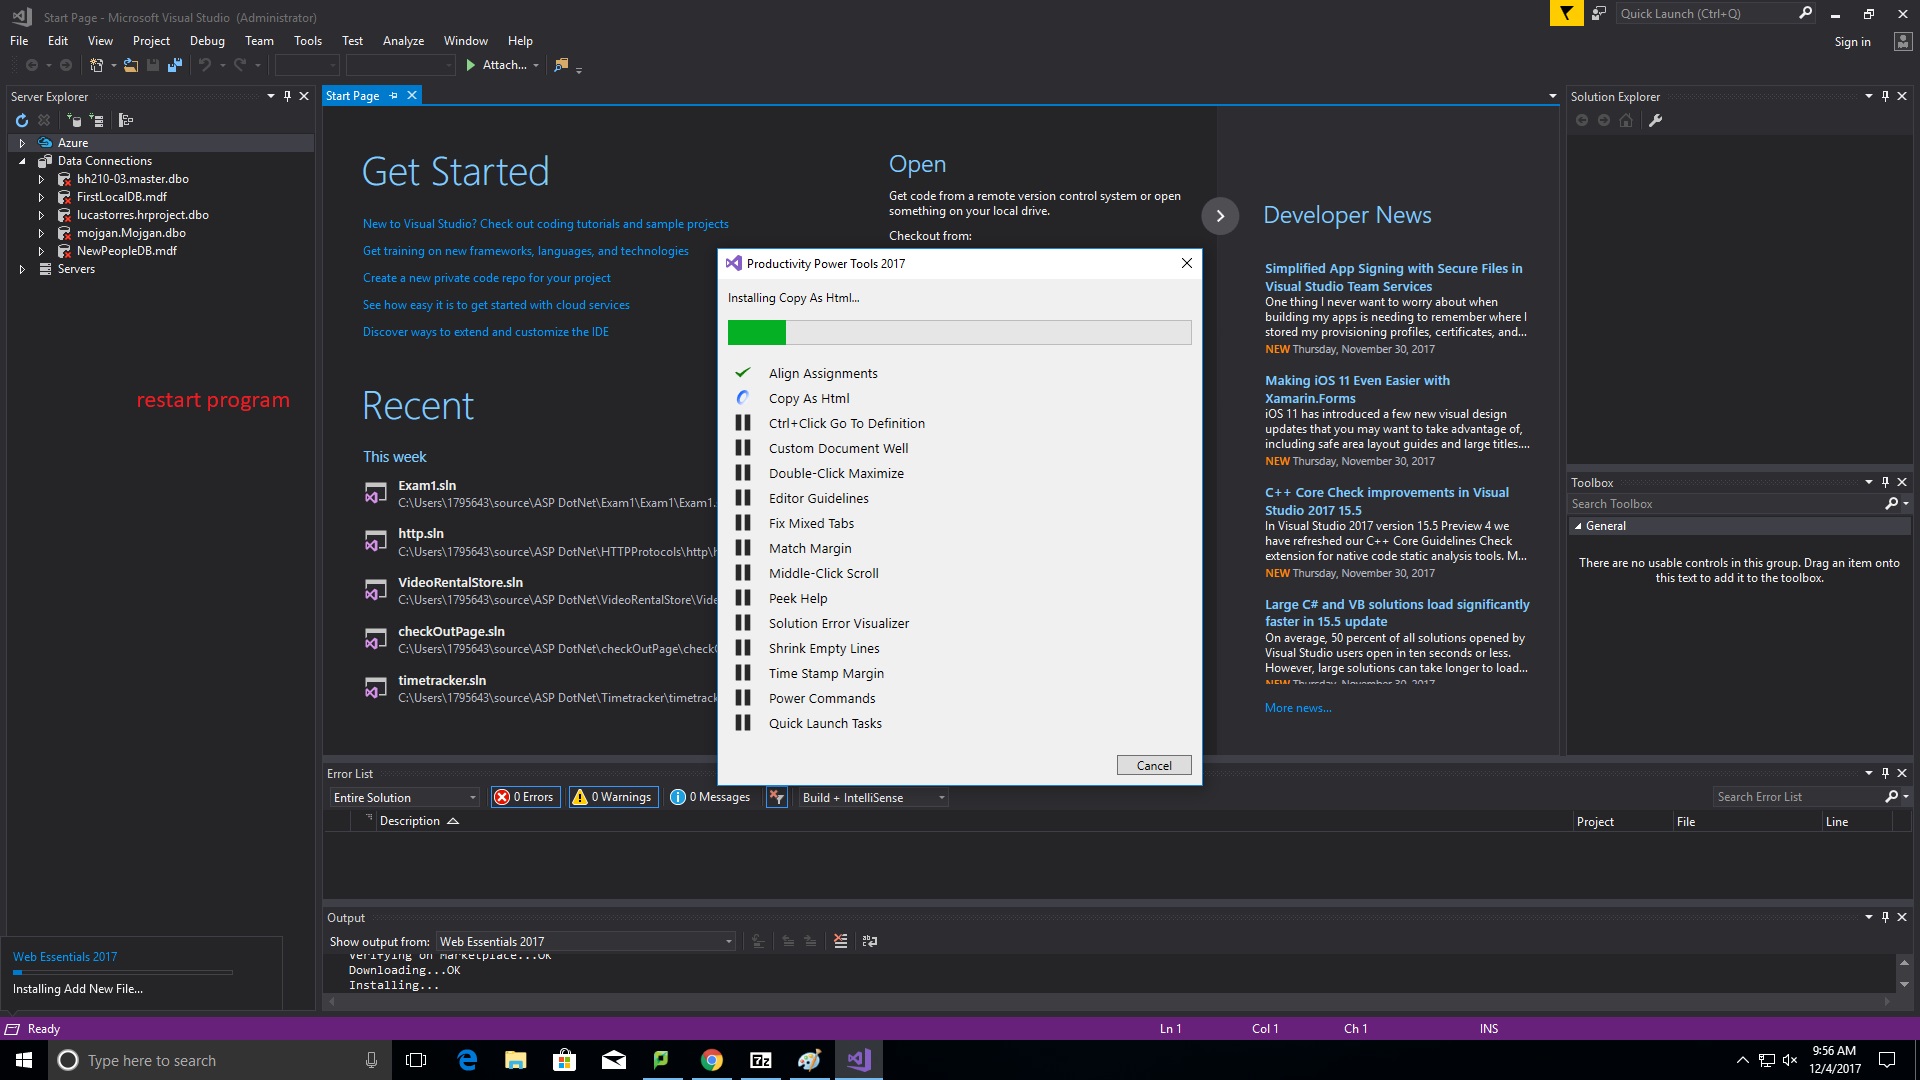 Start Page - Microsoft Visual Studio (Administrator)
Quick Launch (Ctrl+Q)
File Edit View Project Debug Team Tools Test Analyze Window Help
Sign in
Attach...
Server Explorer
Azure
Data Connections
bh210-03.master.dbo
FirstLocalDB.mdf
lucastorres.hrproject.dbo
mojgan.Mojgan.dbo
NewPeopleDB.mdf
Servers
restart program
Web Essentials 2017
Installing Add New File...
Start Page
Get Started
New to Visual Studio? Check out coding tutorials and sample projects
Get training on new frameworks, languages, and technologies
Create a new private code repo for your project
See how easy it is to get started with cloud services
Discover ways to extend and customize the IDE
Recent
This week
Exam1.sln
C:\Users\1795643\source\ASP DotNet\Exam1\Exam1\Exam1.
http.sln
C:\Users\1795643\source\ASP DotNet\HTTPProtocols\http\h
VideoRentalStore.sln
C:\Users\1795643\source\ASP DotNet\VideoRentalStore\Vide
checkOutPage.sln
C:\Users\1795643\source\ASP DotNet\checkOutPage\check
timetracker.sln
C:\Users\1795643\source\ASP DotNet\Timetracker\timetrack
Open
Get code from a remote version control system or open
something on your local drive.
Checkout from:
Productivity Power Tools 2017
Installing Copy As Html...
Align Assignments
Copy As Html
Ctrl+Click Go To Definition
Custom Document Well
Double-Click Maximize
Editor Guidelines
Fix Mixed Tabs
Match Margin
Middle-Click Scroll
Peek Help
Solution Error Visualizer
Shrink Empty Lines
Time Stamp Margin
Power Commands
Quick Launch Tasks
Cancel
Developer News
Simplified App Signing with Secure Files in
Visual Studio Team Services
One thing I never want to worry about when
building my apps is needing to remember where I
stored my provisioning profiles, certificates, and...
NEW Thursday, November 30, 2017
Making iOS 11 Even Easier with
Xamarin.Forms
iOS 11 has introduced a few new visual design
updates that you may want to take advantage of,
including safe area layout guides and large titles....
NEW Thursday, November 30, 2017
C++ Core Check improvements in Visual
Studio 2017 15.5
In Visual Studio 2017 version 15.5 Preview 4 we
have refreshed our C++ Core Guidelines Check
extension for native code static analysis tools. M...
NEW Thursday, November 30, 2017
Large C# and VB solutions load significantly
faster in 15.5 update
On average, 50 percent of all solutions opened by
Visual Studio users open in ten seconds or less.
However, large solutions can take longer to load...
NEW Thursday, November 30, 2017
More news...
Solution Explorer
Toolbox
Search Toolbox
General
There are no usable controls in this group. Drag an item onto
this text to add it to the toolbox.
Error List
Entire Solution 0 Errors 0 Warnings 0 Messages Build + IntelliSense Search Error List
Description Project File Line
Output
Show output from: Web Essentials 2017
Verifying on Marketplace...OK
Downloading...OK
Installing...
Ready Ln 1 Col 1 Ch 1 INS
Type here to search
7z
9:56 AM
12/4/2017